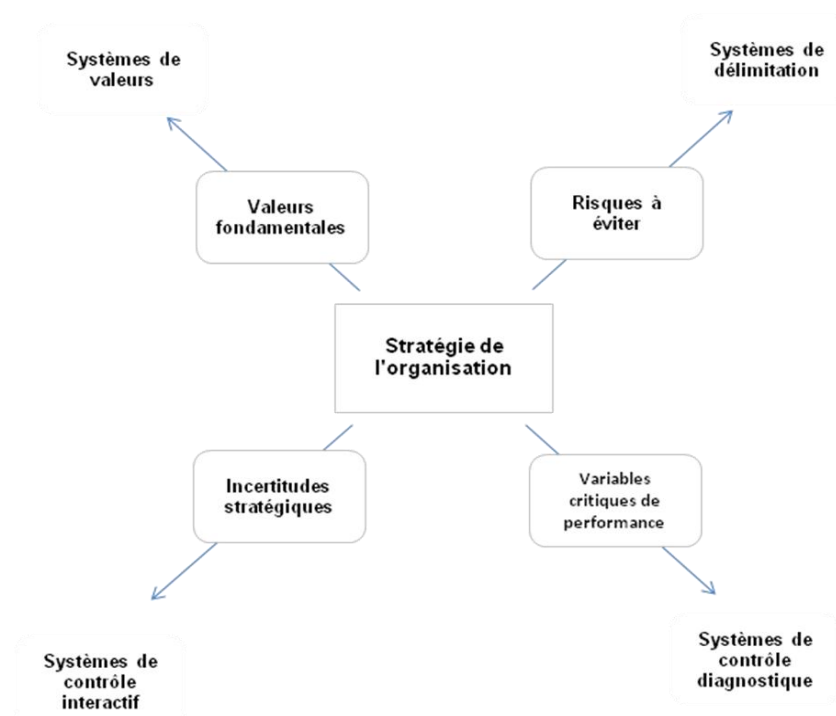 Systèmes de
valeurs
Systèmes de
délimitation
Valeurs
fondamentales
Risques à
éviter
Stratégie de
l'organisation
Incertitudes
stratégiques
Variables
critiques de
performance
Systèmes de
contrôle
interactif
Systèmes de
contrôle
diagnostique